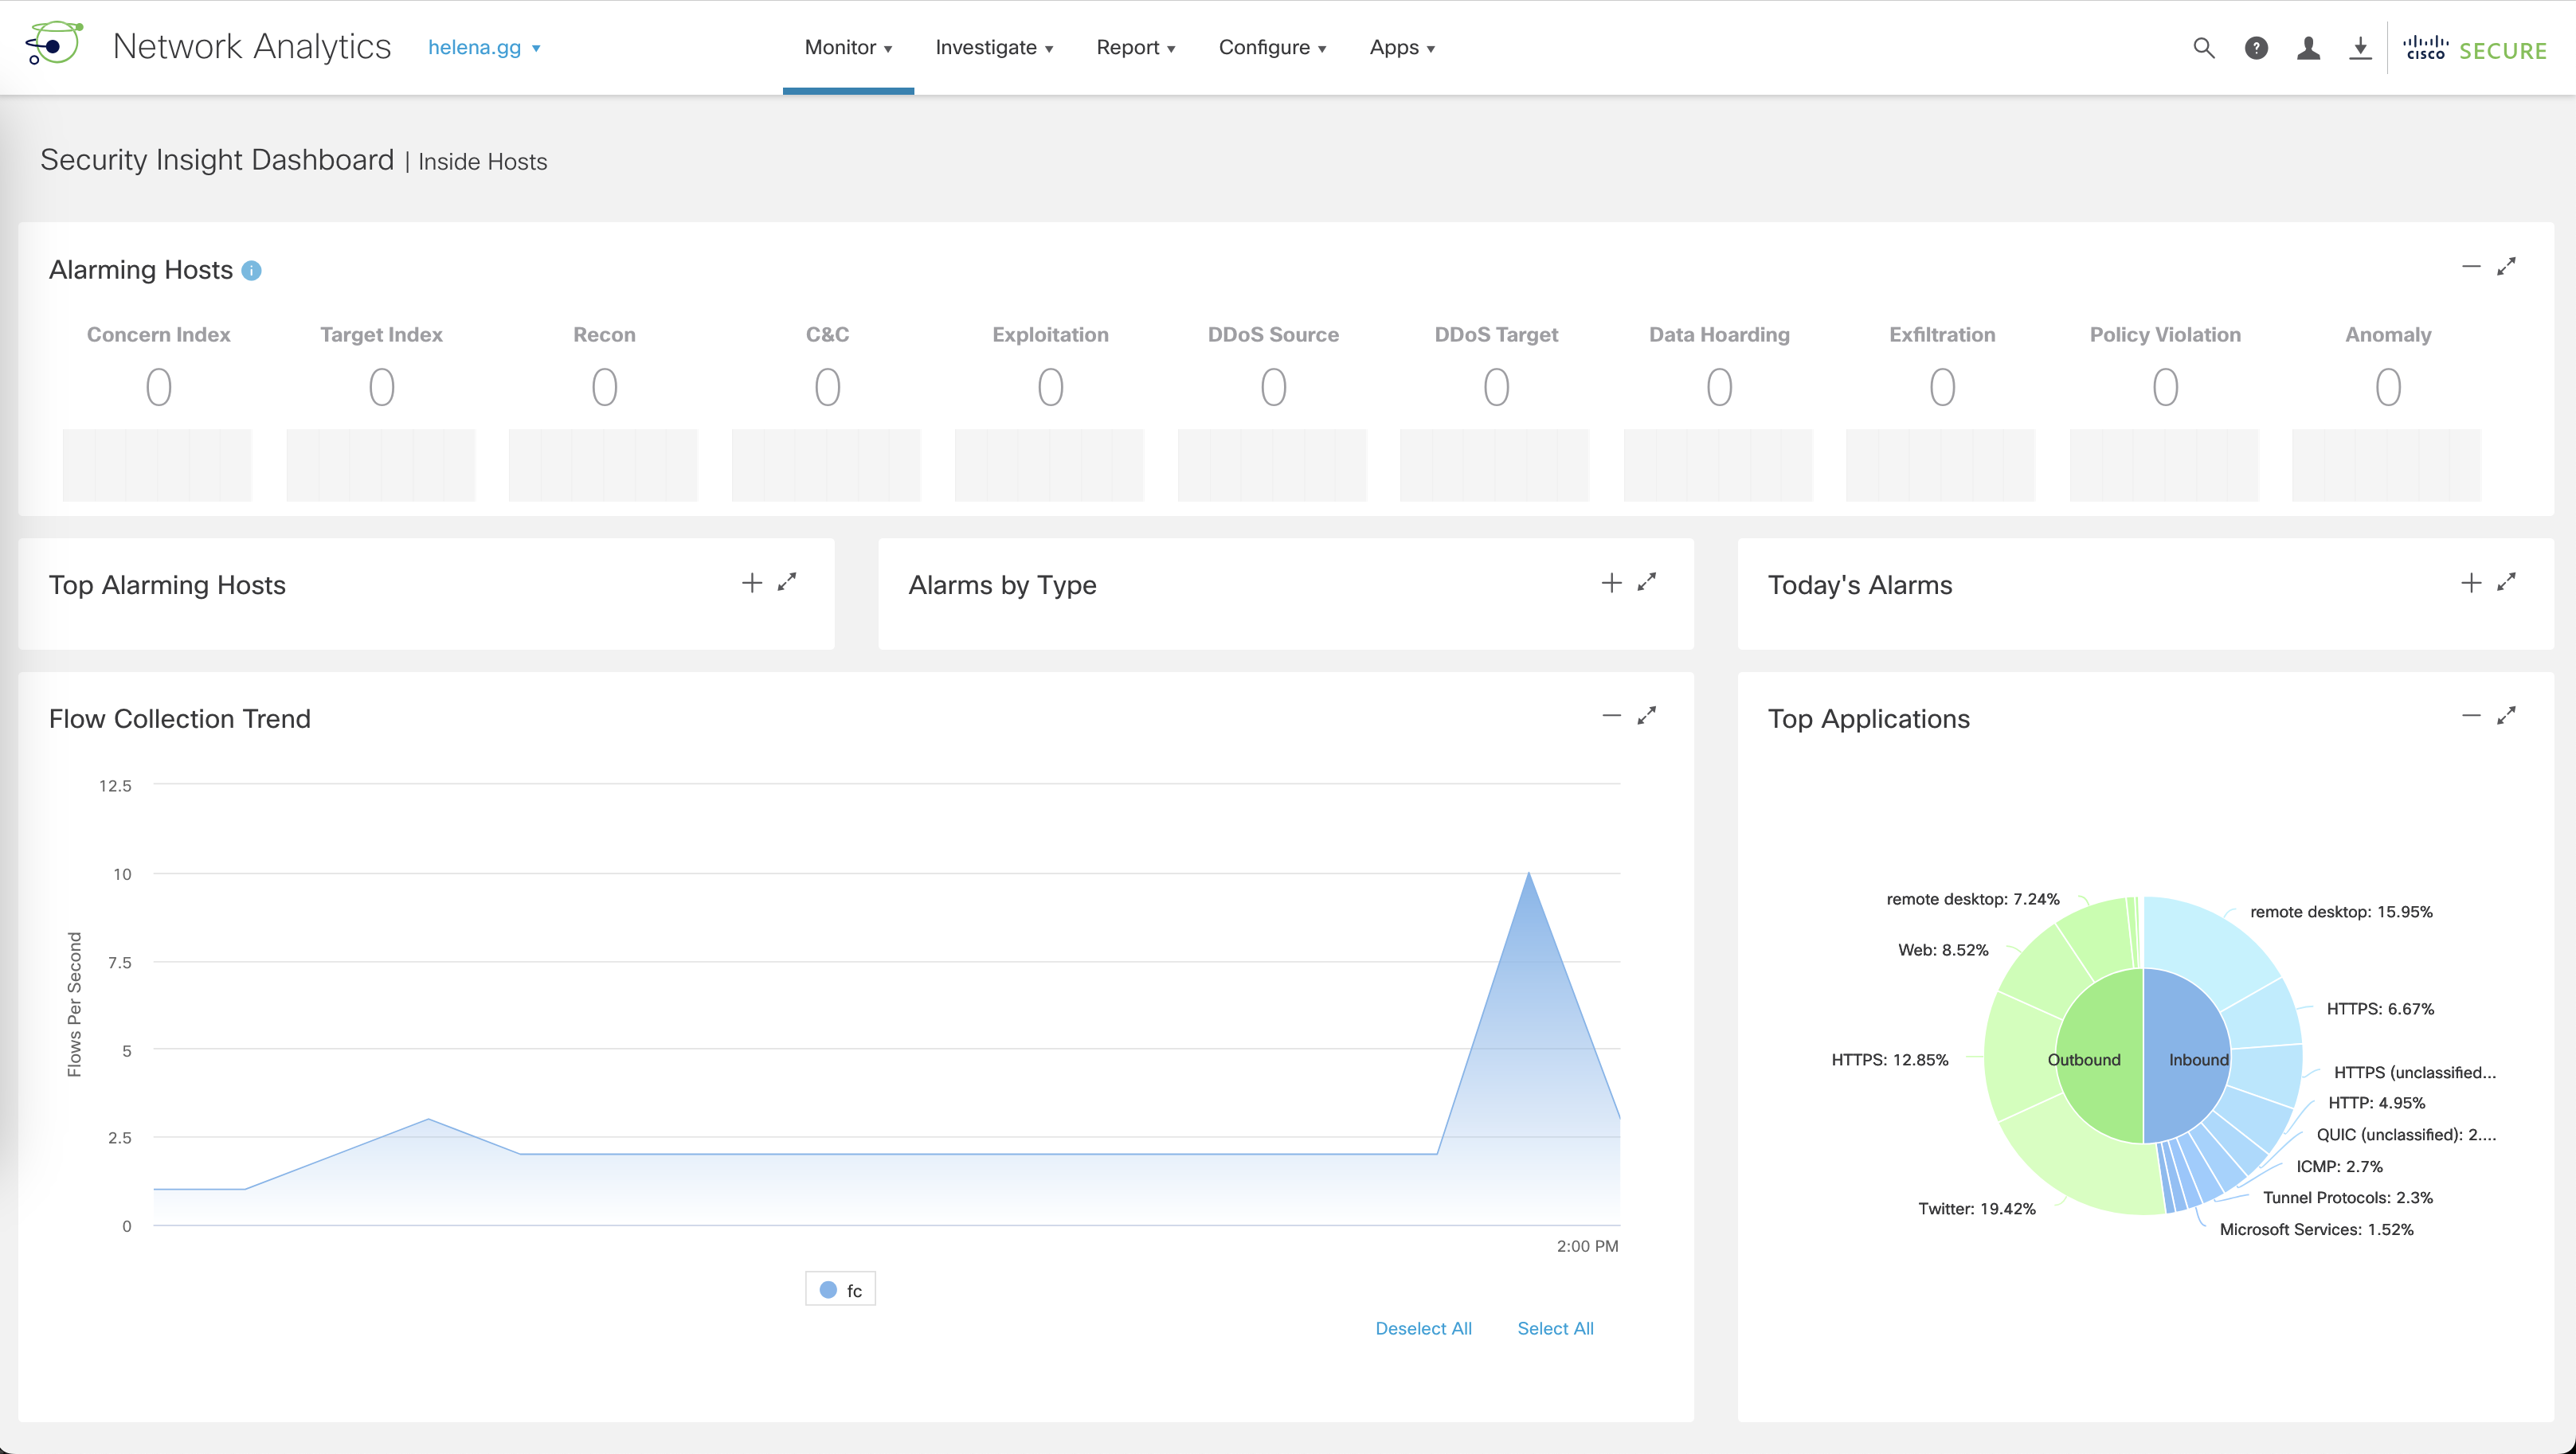 Network Analytics
helena.gg
Monitor
Investigate
Report
Configure
Apps
?
CISCO SECURE
Security Insight Dashboard | Inside Hosts
Alarming Hosts i
Concern Index
Target Index
Recon
C&C
Exploitation
DDoS Source
DDoS Target
Data Hoarding
Exfiltration
Policy Violation
Anomaly
0
0
0
0
0
0
0
0
0
0
0
Top Alarming Hosts
Alarms by Type
Today's Alarms
Flow Collection Trend
Flows Per Second
12.5
10
7.5
5
2.5
0
2:00 PM
fc
Deselect All
Select All
Top Applications
remote desktop: 7.24%
Web: 8.52%
HTTPS: 12.85%
Twitter: 19.42%
Outbound
Inbound
remote desktop: 15.95%
HTTPS: 6.67%
HTTPS (unclassified...
HTTP: 4.95%
QUIC (unclassified): 2....
ICMP: 2.7%
Tunnel Protocols: 2.3%
Microsoft Services: 1.52%